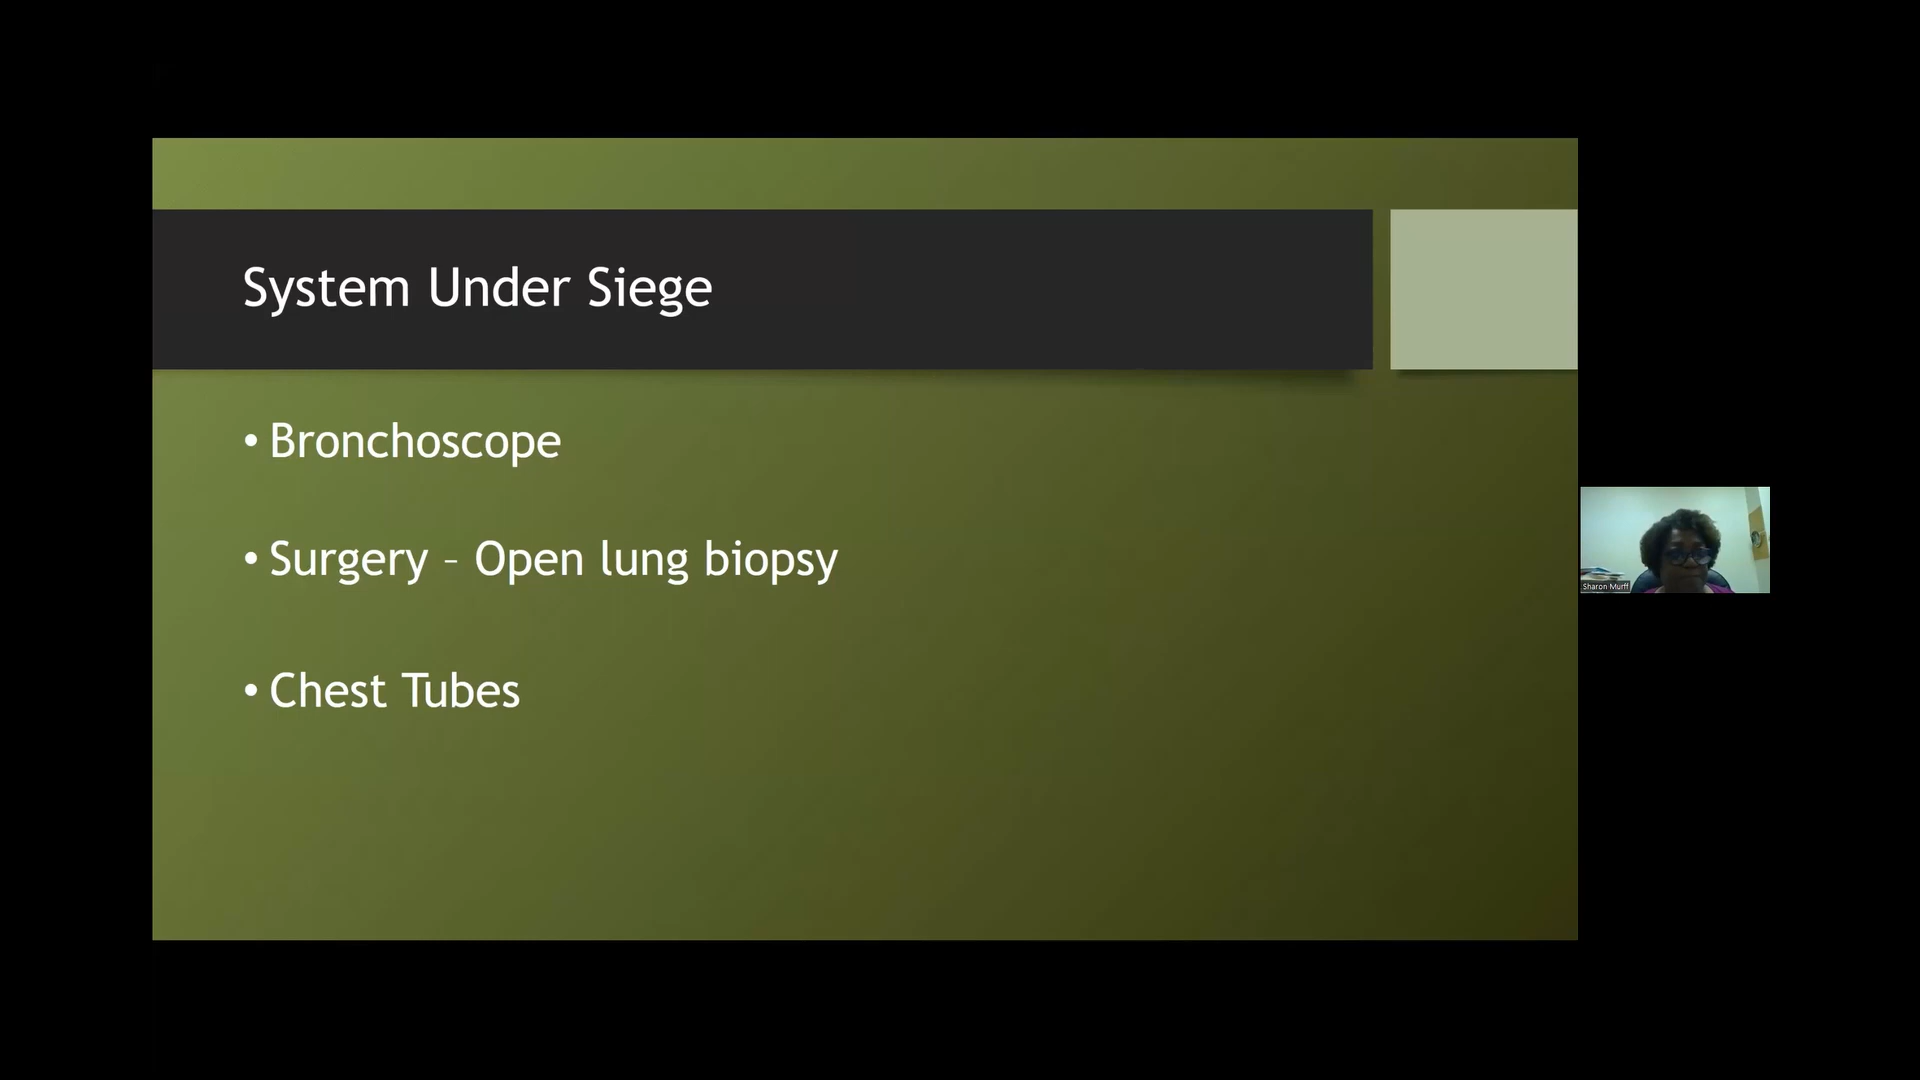 System Under Siege
• Bronchoscope
• Surgery – Open lung biopsy
• Chest Tubes
Sharon Murff